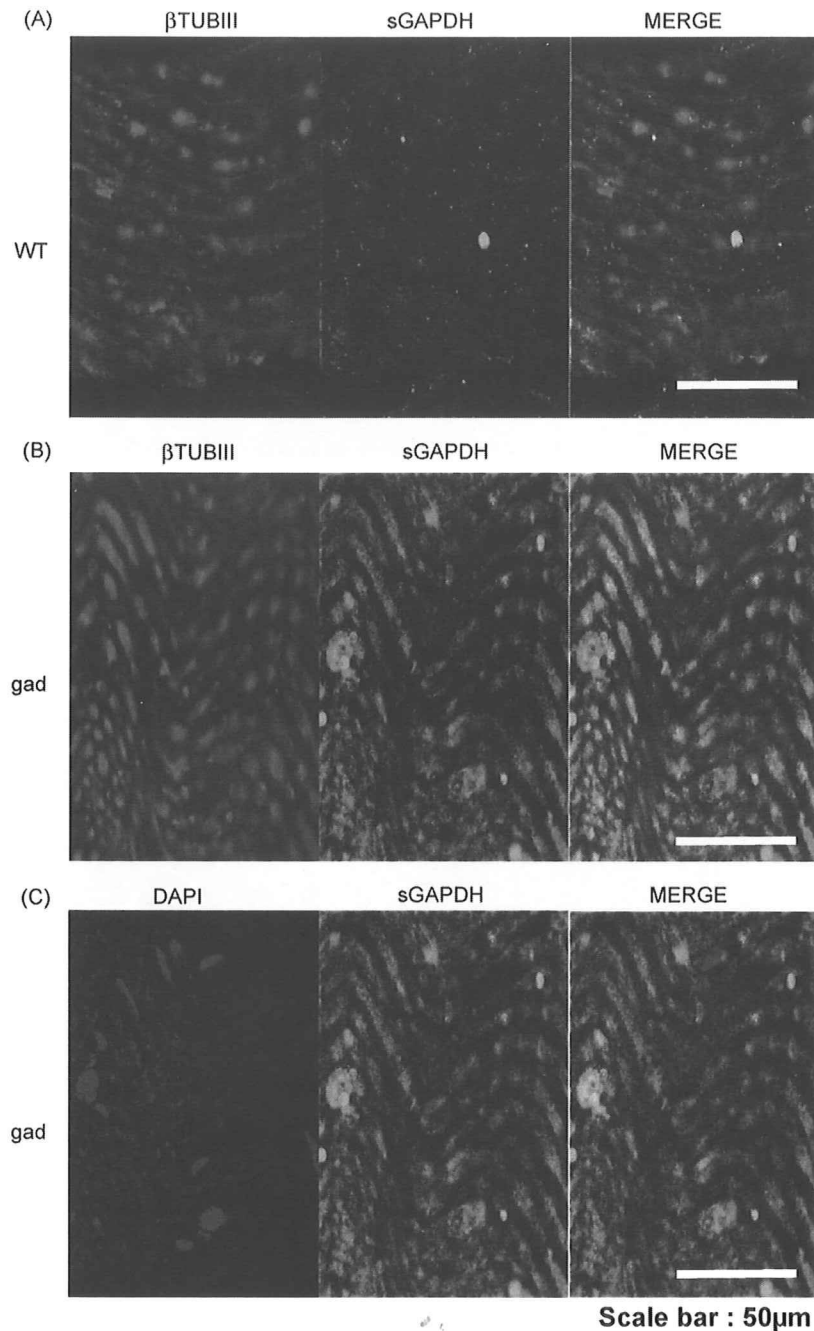 (A)
βTUBIII sGAPDH MERGE
WT
(B)
βTUBIII sGAPDH MERGE
gad
(C)
DAPI sGAPDH MERGE
gad
Scale bar : 50μm